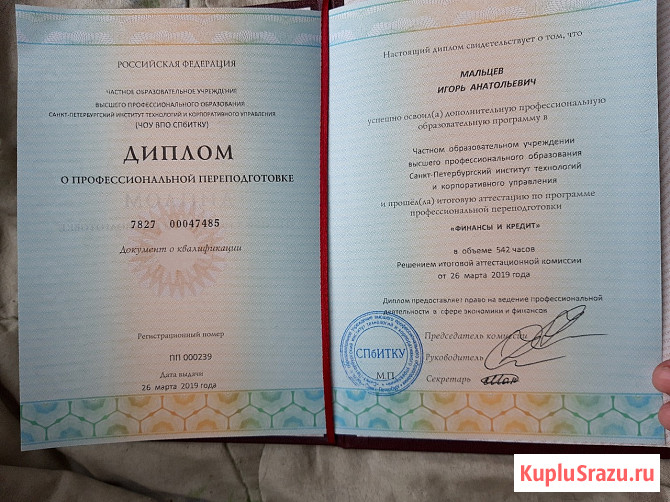 РОССИЙСКАЯ ФЕДЕРАЦИЯ
ЧАСТНОЕ ОБРАЗОВАТЕЛЬНОЕ УЧРЕЖДЕНИЕ
ВЫСШЕГО ПРОФЕССИОНАЛЬНОГО ОБРАЗОВАНИЯ
САНКТ-ПЕТЕРБУРГСКИЙ ИНСТИТУТ ТЕХНОЛОГИЙ И КОРПОРАТИВНОГО УПРАВЛЕНИЯ
(ЧОУ ВПО СПбИТКУ)
ДИПЛОМ
О ПРОФЕССИОНАЛЬНОЙ ПЕРЕПОДГОТОВКЕ
7827 00047485
Документ о квалификации
Регистрационный номер
ПП 000239
Дата выдачи
26 марта 2019 года
Настоящий диплом свидетельствует о том, что
МАЛЬЦЕВ
ИГОРЬ АНАТОЛЬЕВИЧ
успешно освоил(а) дополнительную профессиональную
образовательную программу в
Частном образовательном учреждении
высшего профессионального образования
Санкт-Петербургский институт технологий
и корпоративного управления
и прошёл(ла) итоговую аттестацию по программе
профессиональной переподготовки
«ФИНАНСЫ И КРЕДИТ»
в объеме 542 часов
Решением итоговой аттестационной комиссии
от 26 марта 2019 года
Диплом предоставляет право на ведение профессиональной
деятельности в сфере экономики и финансов
Председатель комиссии
Руководитель
М.П.
Секретарь
СПбИТКУ
KupluSrazu.ru